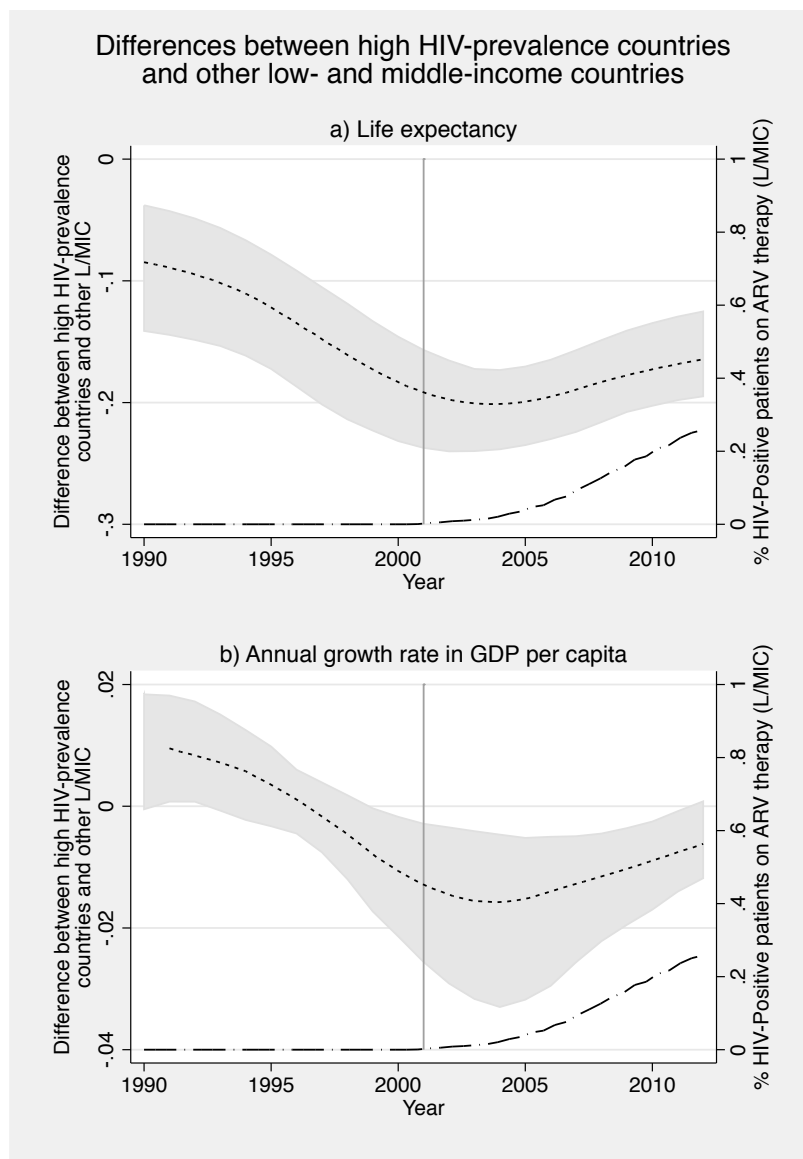 Differences between high HIV-prevalence countries
and other low- and middle-income countries
a) Life expectancy
Difference between high HIV-prevalence
countries and other L/MIC
0
-.1
-.2
-.3
1
.8
.6
.4
.2
0
% HIV-Positive patients on ARV therapy (L/MIC)
1990 1995 2000 2005 2010
Year
b) Annual growth rate in GDP per capita
Difference between high HIV-prevalence
countries and other L/MIC
.02
0
-.02
-.04
1
.8
.6
.4
.2
0
% HIV-Positive patients on ARV therapy (L/MIC)
1990 1995 2000 2005 2010
Year